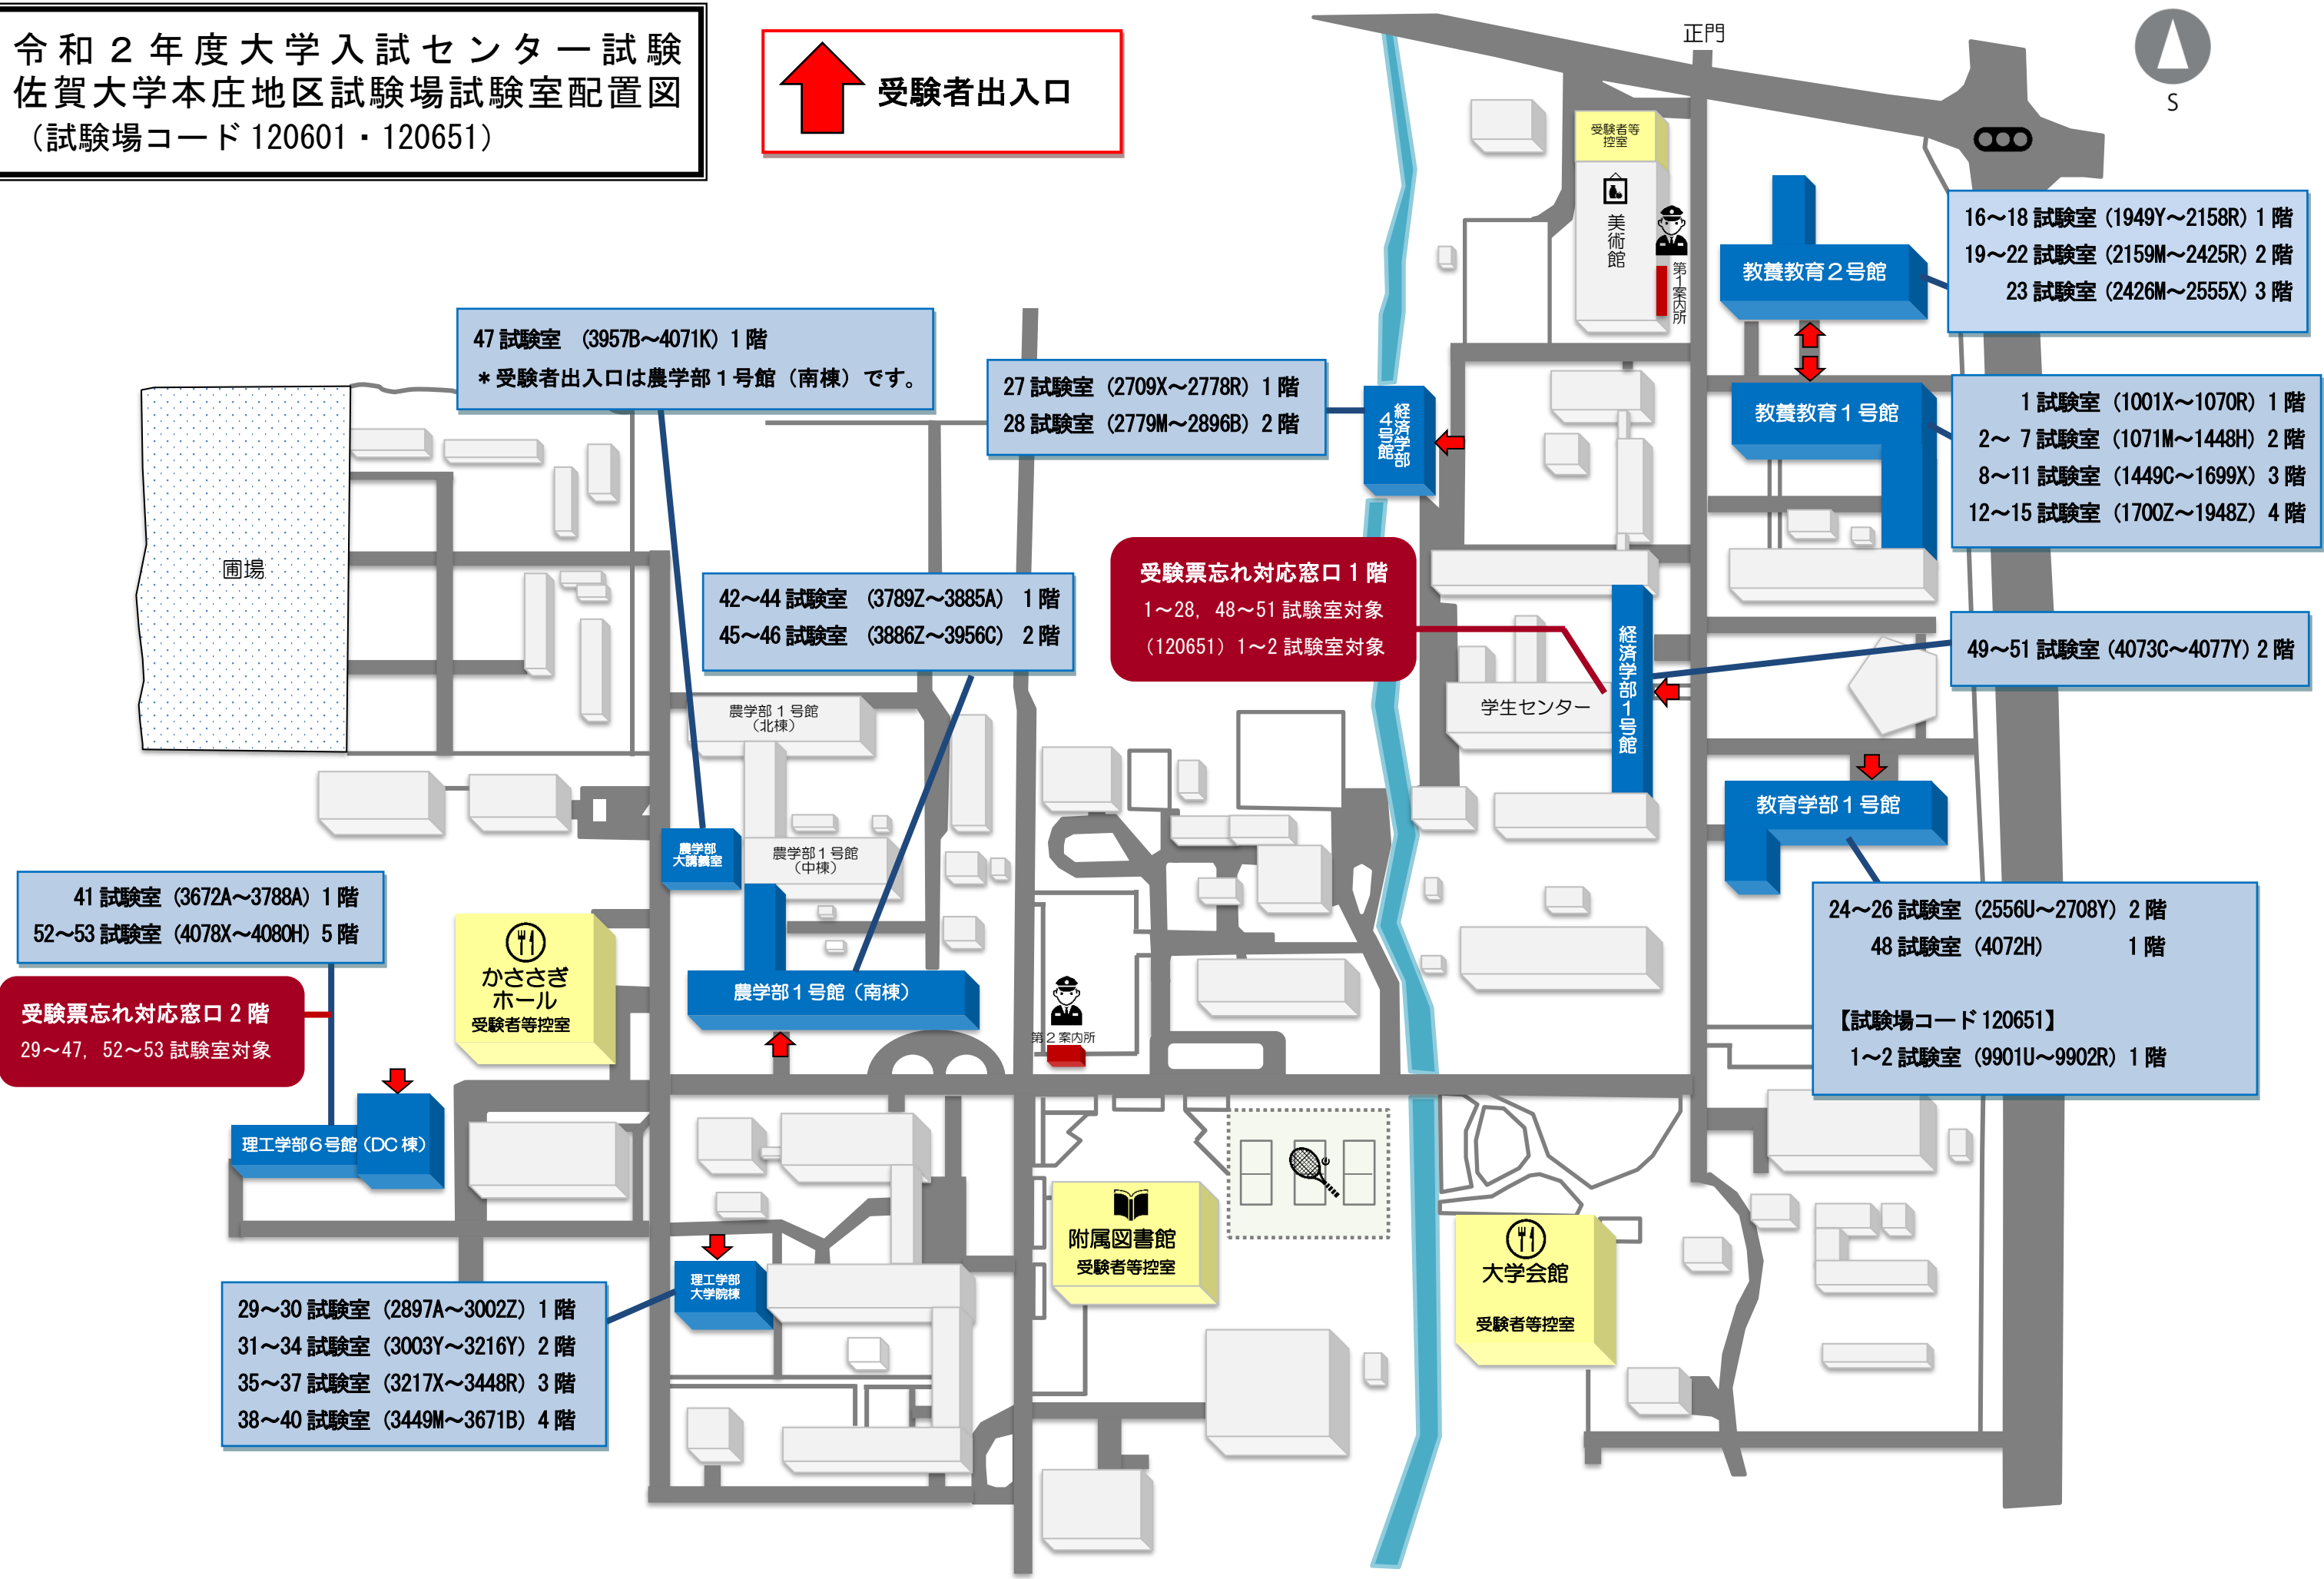 令和２年度大学入試センター試験
佐賀大学本庄地区試験場試験室配置図
（試験場コード 120601・120651）
受験者出入口
正門
S
受験者等
控室
美術館
第1案内所
教養教育２号館
16～18 試験室 (1949Y～2158R) 1 階
19～22 試験室 (2159M～2425R) 2 階
23 試験室 (2426M～2555X) 3 階
47 試験室 （3957B～4071K）1 階
＊受験者出入口は農学部１号館（南棟）です。
27 試験室（2709X～2778R）1 階
28 試験室（2779M～2896B）2 階
経済学部
４号館
教養教育１号館
1 試験室（1001X～1070R）1 階
2～ 7 試験室（1071M～1448H）2 階
8～11 試験室（1449C～1699X）3 階
12～15 試験室（1700Z～1948Z）4 階
圃場
42～44 試験室 （3789Z～3885A） 1 階
45～46 試験室 （3886Z～3956C） 2 階
受験票忘れ対応窓口 1 階
1～28, 48～51 試験室対象
（120651）1～2 試験室対象
経済学部１号館
49～51 試験室 (4073C～4077Y) 2 階
学生センター
農学部１号館
（北棟）
教育学部１号館
農学部
大講義室
農学部１号館
（中棟）
41 試験室（3672A～3788A）1 階
52～53 試験室（4078X～4080H）5 階
かささぎ
ホール
受験者等控室
農学部１号館（南棟）
24～26 試験室（2556U～2708Y）2 階
48 試験室（4072H） 1 階
【試験場コード 120651】
1～2 試験室（9901U～9902R）1 階
受験票忘れ対応窓口 2 階
29～47, 52～53 試験室対象
第２案内所
理工学部６号館（DC 棟）
附属図書館
受験者等控室
大学会館
受験者等控室
理工学部
大学院棟
29～30 試験室（2897A～3002Z）1 階
31～34 試験室（3003Y～3216Y）2 階
35～37 試験室（3217X～3448R）3 階
38～40 試験室（3449M～3671B）4 階